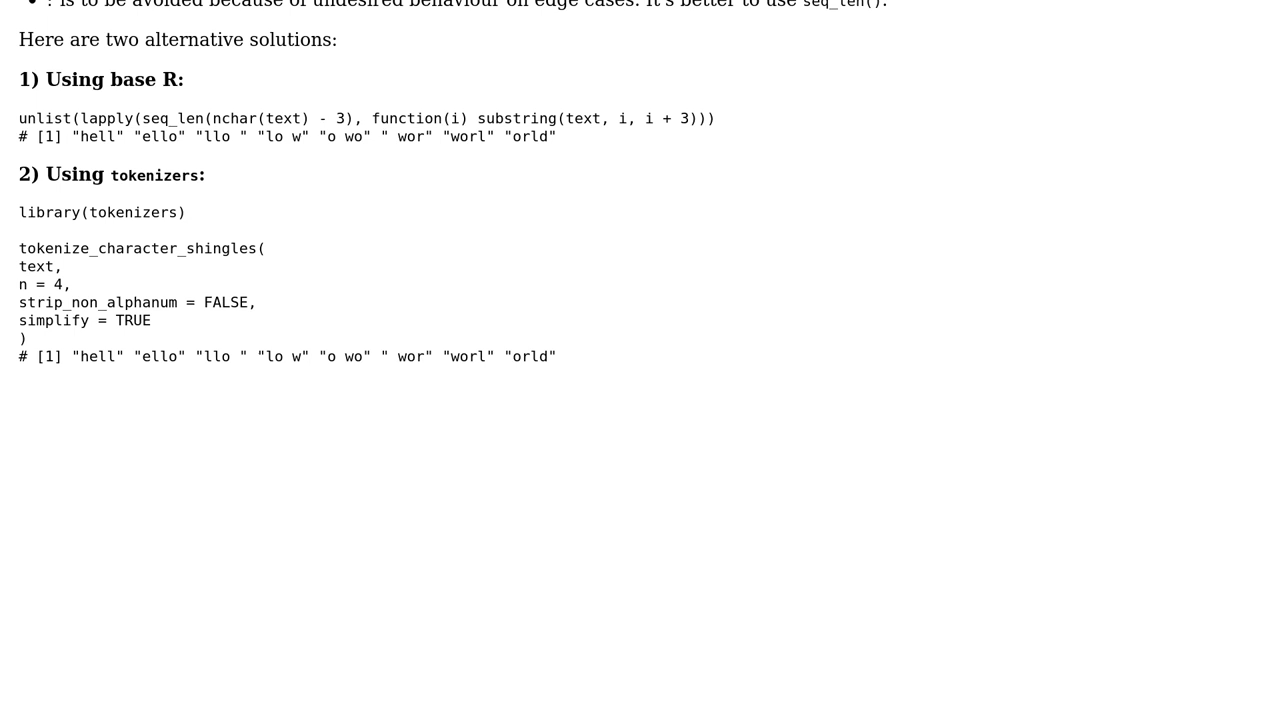 • : is to be avoided because of undesired behaviour on edge cases. It's better to use seq_len().
Here are two alternative solutions:
1) Using base R:
unlist(lapply(seq_len(nchar(text) - 3), function(i) substring(text, i, i + 3)))
# [1] "hell" "ello" "llo " "lo w" "o wo" " wor" "worl" "orld"
2) Using tokenizers:
library(tokenizers)
tokenize_character_shingles(
text,
n = 4,
strip_non_alphanum = FALSE,
simplify = TRUE
)
# [1] "hell" "ello" "llo " "lo w" "o wo" " wor" "worl" "orld"